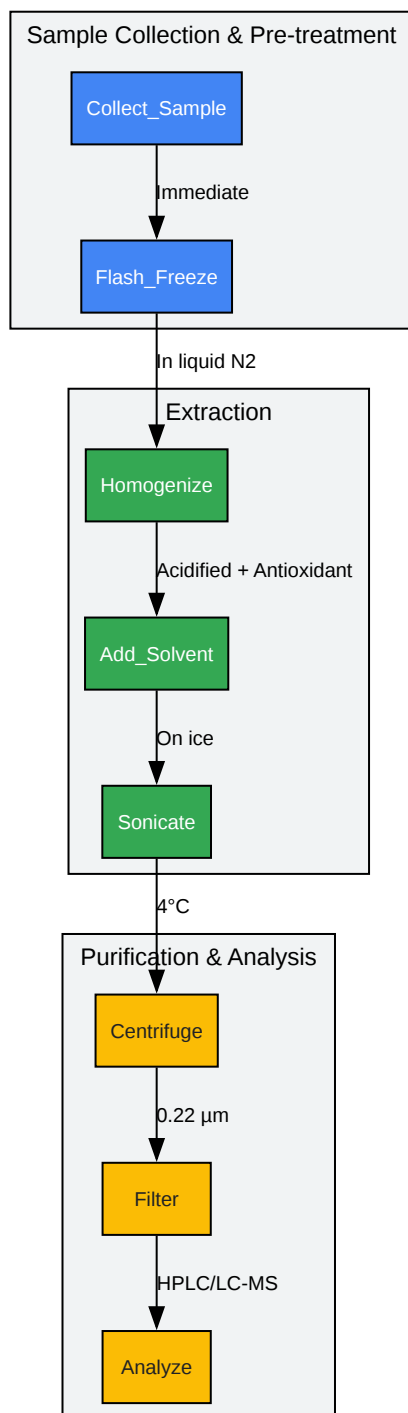 Sample Collection & Pre-treatment
Collect_Sample
Immediate
Flash_Freeze
In liquid N2
Extraction
Homogenize
Acidified + Antioxidant
Add_Solvent
On ice
Sonicate
4°C
Purification & Analysis
Centrifuge
0.22 µm
Filter
HPLC/LC-MS
Analyze